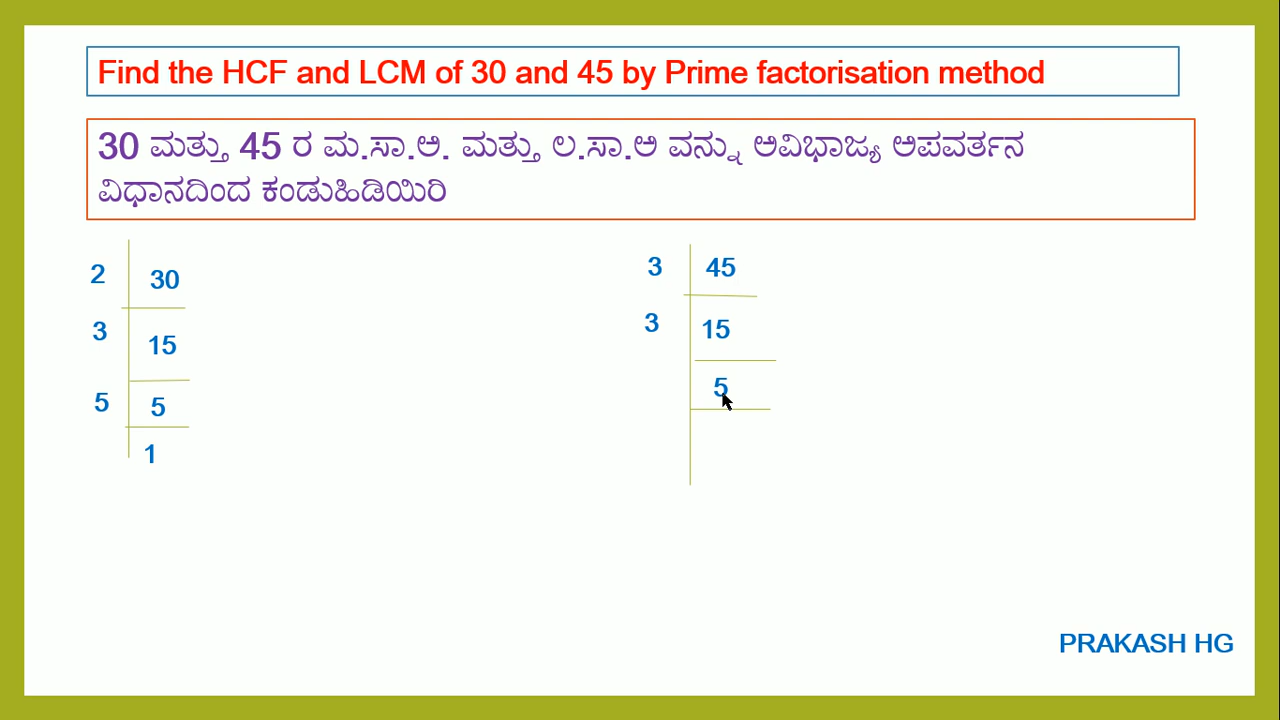 Find the HCF and LCM of 30 and 45 by Prime factorisation method
30 ಮತ್ತು 45 ರ ಮ.ಸಾ.ಅ. ಮತ್ತು ಲ.ಸಾ.ಅ ವನ್ನು ಅವಿಭಾಜ್ಯ ಅಪವರ್ತನ
ವಿಧಾನದಿಂದ ಕಂಡುಹಿಡಿಯಿರಿ
2 30
3 15
5 5
1
3 45
3 15
5
PRAKASH HG